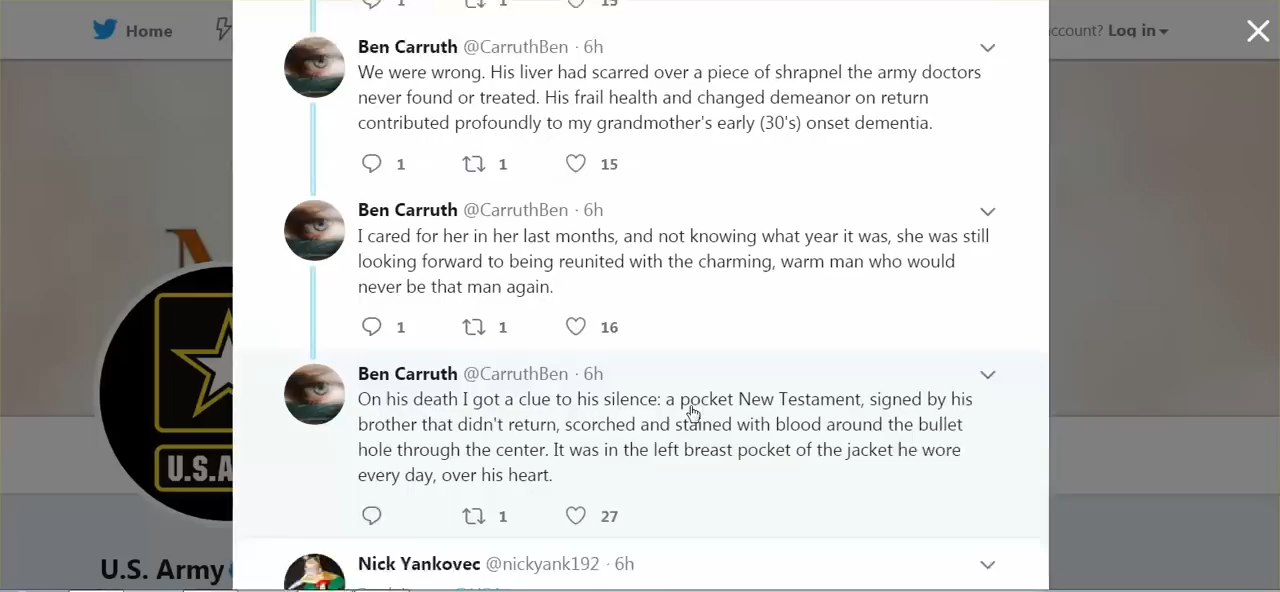 Home
ccount? Log in
1 1 15
Ben Carruth @CarruthBen · 6h
We were wrong. His liver had scarred over a piece of shrapnel the army doctors
never found or treated. His frail health and changed demeanor on return
contributed profoundly to my grandmother's early (30's) onset dementia.
1 1 15
Ben Carruth @CarruthBen · 6h
I cared for her in her last months, and not knowing what year it was, she was still
looking forward to being reunited with the charming, warm man who would
never be that man again.
1 1 16
Ben Carruth @CarruthBen · 6h
On his death I got a clue to his silence: a pocket New Testament, signed by his
brother that didn't return, scorched and stained with blood around the bullet
hole through the center. It was in the left breast pocket of the jacket he wore
every day, over his heart.
1 27
U.S.A
U.S. Army
Nick Yankovec @nickyank192 · 6h